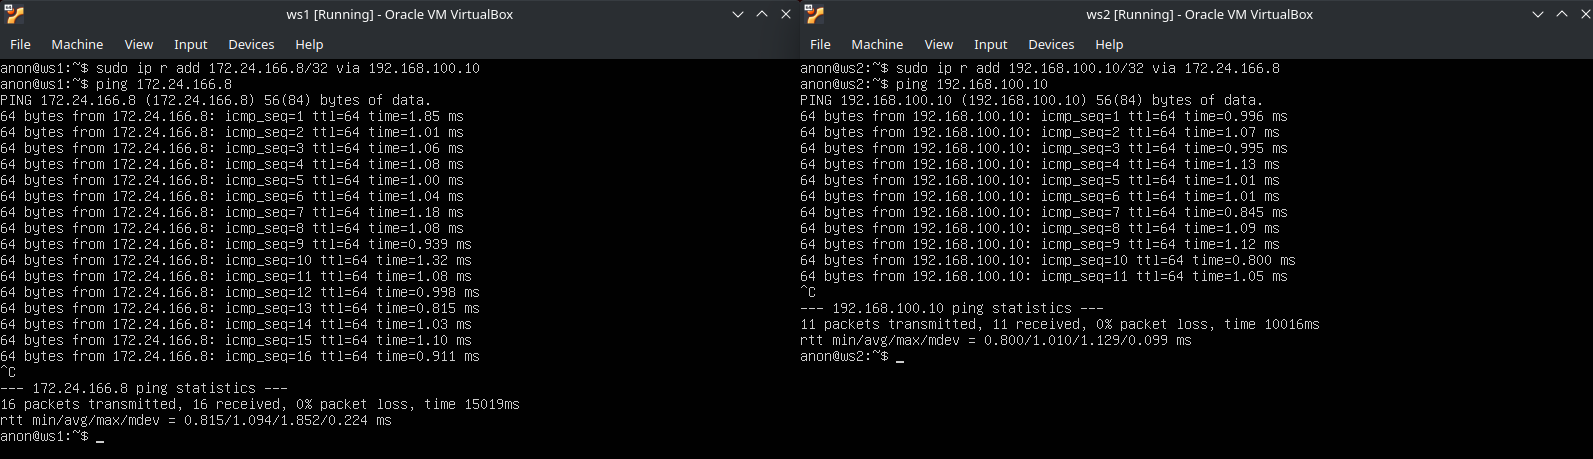 ws1 [Running] - Oracle VM VirtualBox
File Machine View Input Devices Help
anon@ws1:~$ sudo ip r add 172.24.166.8/32 via 192.168.100.10
anon@ws1:~$ ping 172.24.166.8
PING 172.24.166.8 (172.24.166.8) 56(84) bytes of data.
64 bytes from 172.24.166.8: icmp_seq=1 ttl=64 time=1.85 ms
64 bytes from 172.24.166.8: icmp_seq=2 ttl=64 time=1.01 ms
64 bytes from 172.24.166.8: icmp_seq=3 ttl=64 time=1.06 ms
64 bytes from 172.24.166.8: icmp_seq=4 ttl=64 time=1.08 ms
64 bytes from 172.24.166.8: icmp_seq=5 ttl=64 time=1.00 ms
64 bytes from 172.24.166.8: icmp_seq=6 ttl=64 time=1.04 ms
64 bytes from 172.24.166.8: icmp_seq=7 ttl=64 time=1.18 ms
64 bytes from 172.24.166.8: icmp_seq=8 ttl=64 time=1.08 ms
64 bytes from 172.24.166.8: icmp_seq=9 ttl=64 time=0.939 ms
64 bytes from 172.24.166.8: icmp_seq=10 ttl=64 time=1.32 ms
64 bytes from 172.24.166.8: icmp_seq=11 ttl=64 time=1.08 ms
64 bytes from 172.24.166.8: icmp_seq=12 ttl=64 time=0.998 ms
64 bytes from 172.24.166.8: icmp_seq=13 ttl=64 time=0.815 ms
64 bytes from 172.24.166.8: icmp_seq=14 ttl=64 time=1.03 ms
64 bytes from 172.24.166.8: icmp_seq=15 ttl=64 time=1.10 ms
64 bytes from 172.24.166.8: icmp_seq=16 ttl=64 time=0.911 ms
^C
--- 172.24.166.8 ping statistics ---
16 packets transmitted, 16 received, 0% packet loss, time 15019ms
rtt min/avg/max/mdev = 0.815/1.094/1.852/0.224 ms
anon@ws1:~$ _
ws2 [Running] - Oracle VM VirtualBox
File Machine View Input Devices Help
anon@ws2:~$ sudo ip r add 192.168.100.10/32 via 172.24.166.8
anon@ws2:~$ ping 192.168.100.10
PING 192.168.100.10 (192.168.100.10) 56(84) bytes of data.
64 bytes from 192.168.100.10: icmp_seq=1 ttl=64 time=0.996 ms
64 bytes from 192.168.100.10: icmp_seq=2 ttl=64 time=1.07 ms
64 bytes from 192.168.100.10: icmp_seq=3 ttl=64 time=0.995 ms
64 bytes from 192.168.100.10: icmp_seq=4 ttl=64 time=1.13 ms
64 bytes from 192.168.100.10: icmp_seq=5 ttl=64 time=1.01 ms
64 bytes from 192.168.100.10: icmp_seq=6 ttl=64 time=1.01 ms
64 bytes from 192.168.100.10: icmp_seq=7 ttl=64 time=0.845 ms
64 bytes from 192.168.100.10: icmp_seq=8 ttl=64 time=1.09 ms
64 bytes from 192.168.100.10: icmp_seq=9 ttl=64 time=1.12 ms
64 bytes from 192.168.100.10: icmp_seq=10 ttl=64 time=0.800 ms
64 bytes from 192.168.100.10: icmp_seq=11 ttl=64 time=1.05 ms
^C
--- 192.168.100.10 ping statistics ---
11 packets transmitted, 11 received, 0% packet loss, time 10016ms
rtt min/avg/max/mdev = 0.800/1.010/1.129/0.099 ms
anon@ws2:~$ _